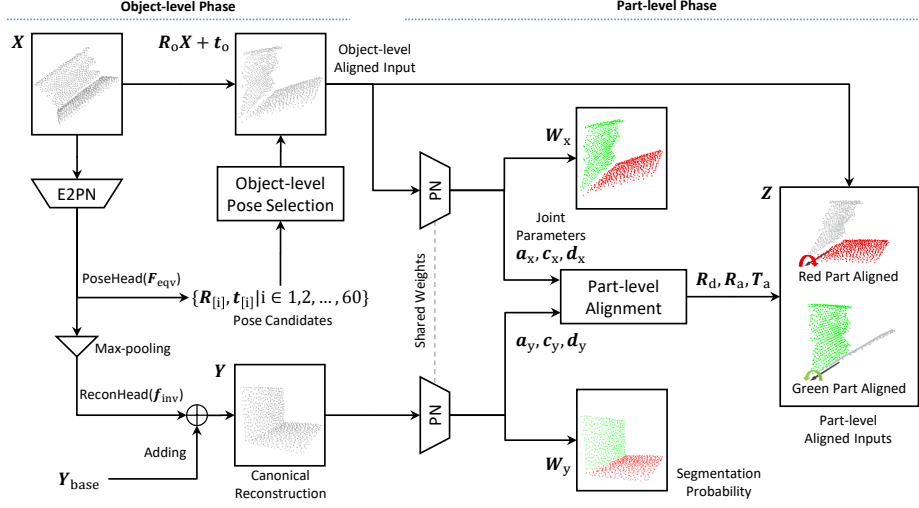 Object-level Phase
Part-level Phase
X
RₒX + tₒ
Object-level
Aligned Input
E2PN
Object-level
Pose Selection
PoseHead(F_eqv)
{R_[i], t_[i]|i ∈ 1,2, … , 60}
Pose Candidates
Max-pooling
ReconHead(f_inv)
Adding
Y_base
Y
Canonical
Reconstruction
PN
Shared Weights
PN
W_x
Joint
Parameters
a_x, c_x, d_x
Part-level
Alignment
a_y, c_y, d_y
W_y
Segmentation
Probability
R_d, R_a, T_a
Z
Red Part Aligned
Green Part Aligned
Part-level
Aligned Inputs